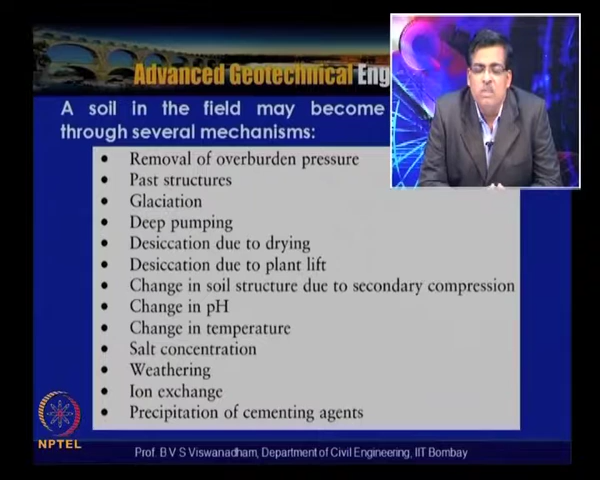 Advanced Geotechnical Eng
A soil in the field may become
through several mechanisms:
• Removal of overburden pressure
• Past structures
• Glaciation
• Deep pumping
• Desiccation due to drying
• Desiccation due to plant lift
• Change in soil structure due to secondary compression
• Change in pH
• Change in temperature
• Salt concentration
• Weathering
• Ion exchange
• Precipitation of cementing agents
NPTEL
Prof. B V S Viswanadham, Department of Civil Engineering, IIT Bombay